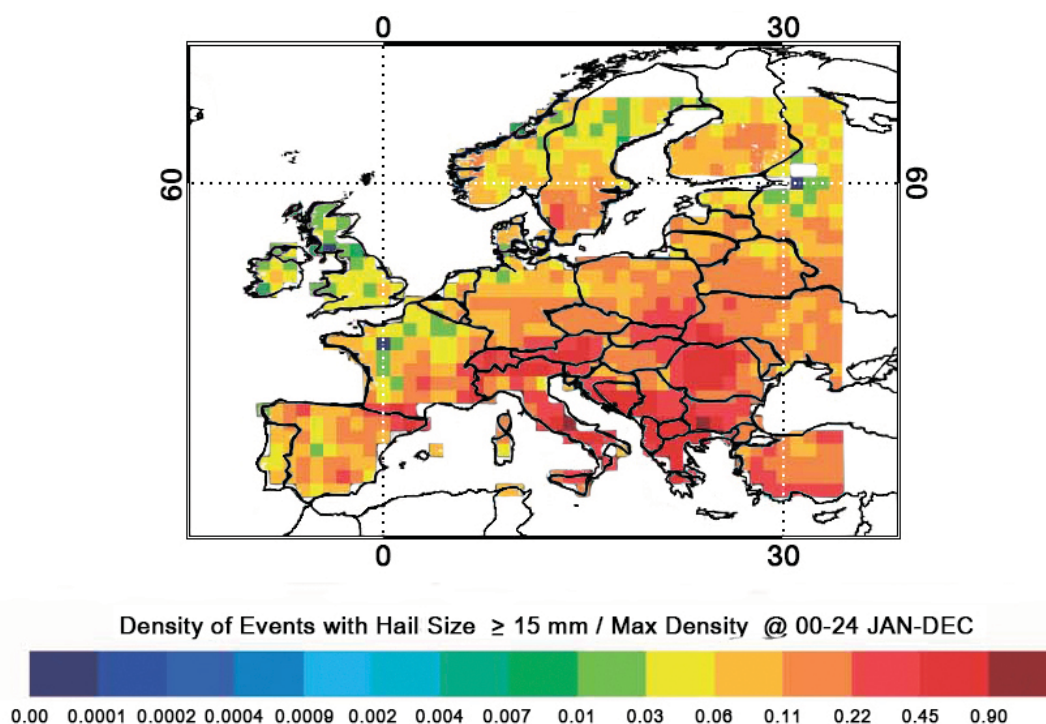 0 30
60 60
0 30
Density of Events with Hail Size ≥ 15 mm / Max Density @ 00-24 JAN-DEC
0.00 0.0001 0.0002 0.0004 0.0009 0.002 0.004 0.007 0.01 0.03 0.06 0.11 0.22 0.45 0.90